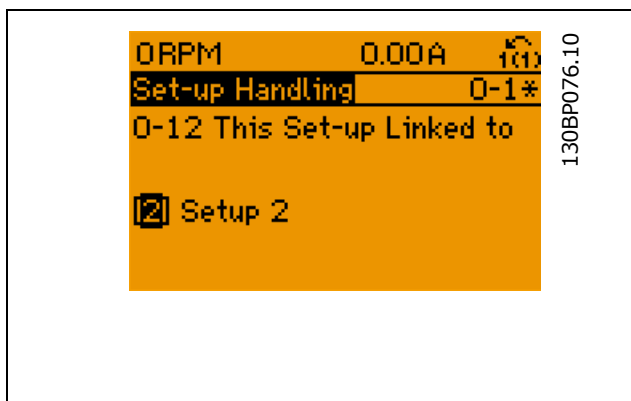 0RPM 0.00A 1(1)
Set-up Handling 0-1*
0-12 This Set-up Linked to
[2] Setup 2
130BP076.10